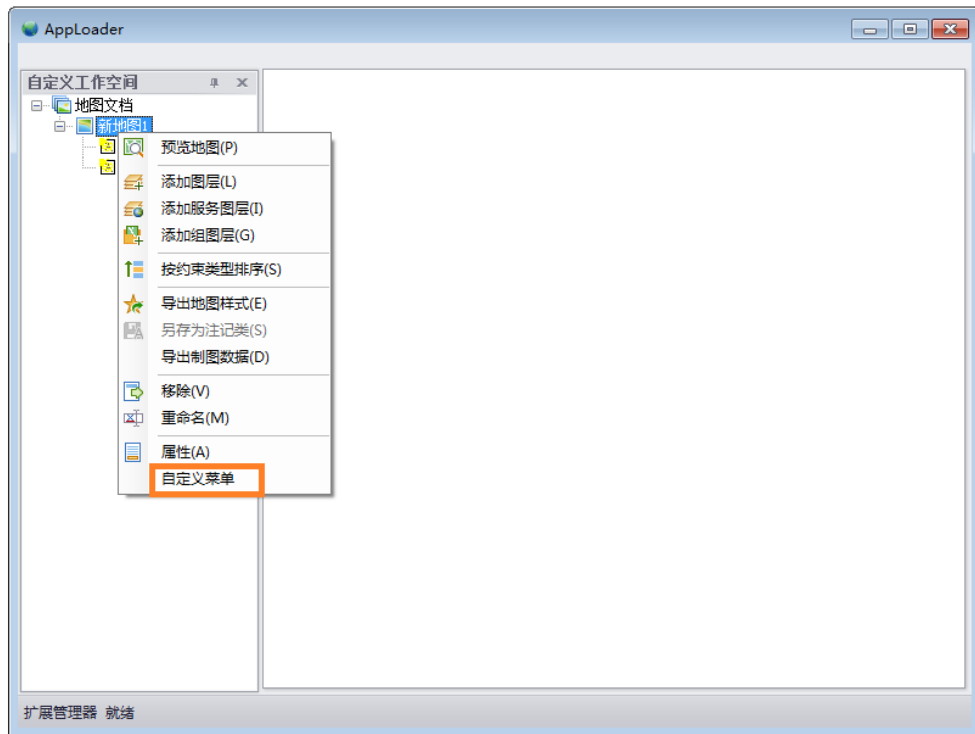 AppLoader
自定义工作空间
地图文档
新地图1
预览地图(P)
添加图层(L)
添加服务图层(I)
添加组图层(G)
按约束类型排序(S)
导出地图样式(E)
另存为注记类(S)
导出制图数据(D)
移除(V)
重命名(M)
属性(A)
自定义菜单
扩展管理器 就绪